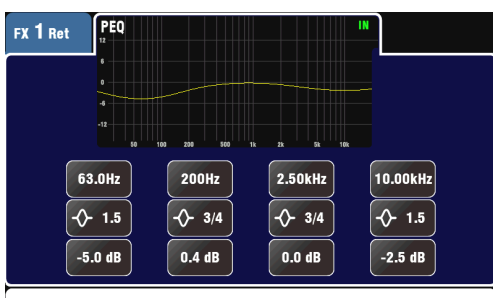 FX 1 Ret
PEQ
IN
12
6
0
-6
-12
50 100 200 500 1k 2k 5k 10k
63.0Hz 200Hz 2.50kHz 10.00kHz
1.5 3/4 3/4 1.5
-5.0 dB 0.4 dB 0.0 dB -2.5 dB